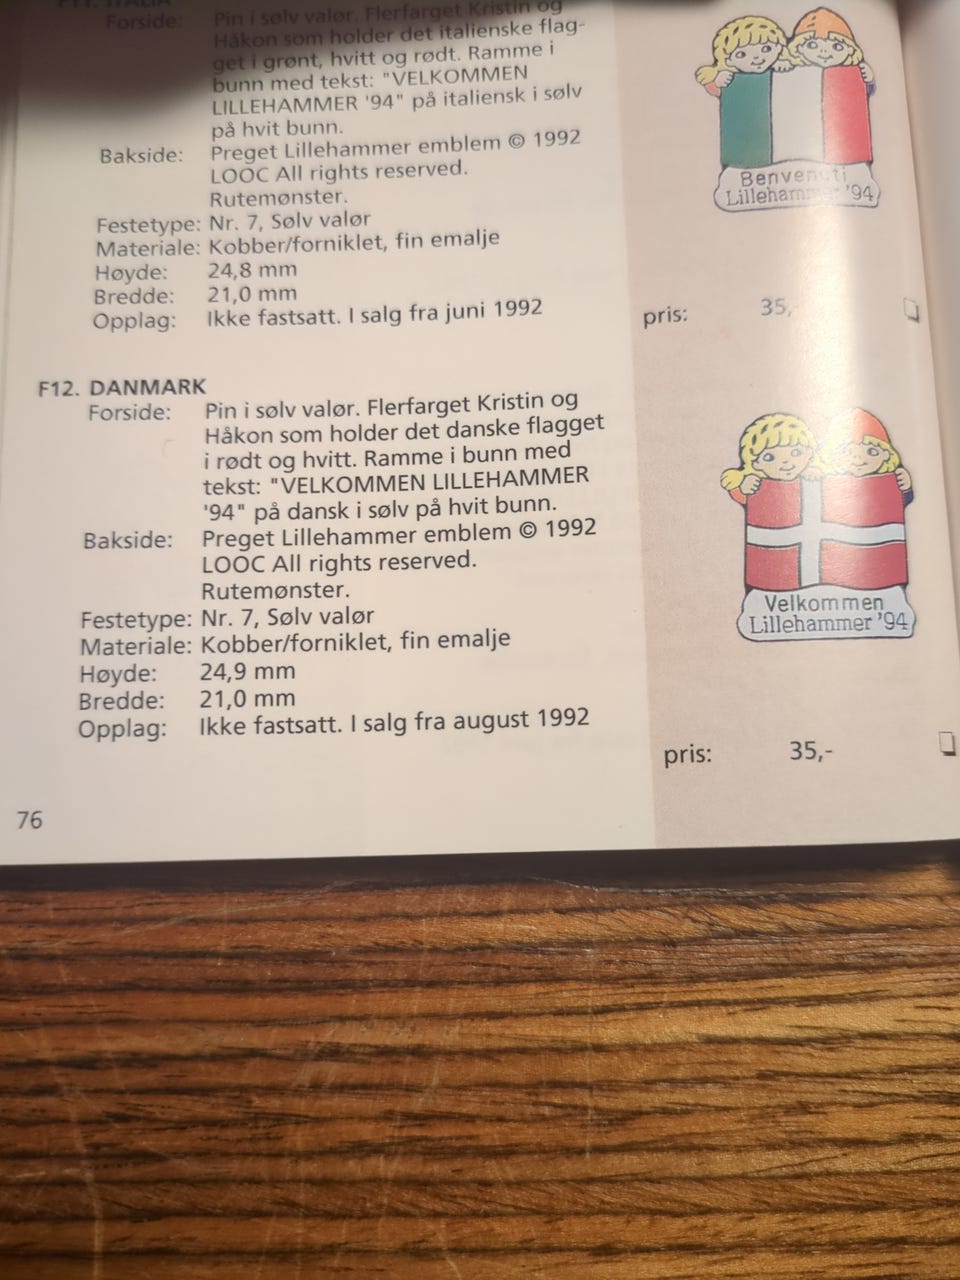 F11. ITALIA
Forside: Pin i sølv valør. Flerfarget Kristin og
Håkon som holder det italienske flag-
get i grønt, hvitt og rødt. Ramme i
bunn med tekst: "VELKOMMEN
LILLEHAMMER '94" på italiensk i sølv
på hvit bunn.
Bakside: Preget Lillehammer emblem © 1992
LOOC All rights reserved.
Rutemønster.
Festetype: Nr. 7, Sølv valør
Materiale: Kobber/forniklet, fin emalje
Høyde: 24,8 mm
Bredde: 21,0 mm
Opplag: Ikke fastsatt. I salg fra juni 1992
Benvenuti
Lillehammer '94
pris: 35,-
F12. DANMARK
Forside: Pin i sølv valør. Flerfarget Kristin og
Håkon som holder det danske flagget
i rødt og hvitt. Ramme i bunn med
tekst: "VELKOMMEN LILLEHAMMER
'94" på dansk i sølv på hvit bunn.
Bakside: Preget Lillehammer emblem © 1992
LOOC All rights reserved.
Rutemønster.
Festetype: Nr. 7, Sølv valør
Materiale: Kobber/forniklet, fin emalje
Høyde: 24,9 mm
Bredde: 21,0 mm
Opplag: Ikke fastsatt. I salg fra august 1992
Velkommen
Lillehammer '94
pris: 35,-
76